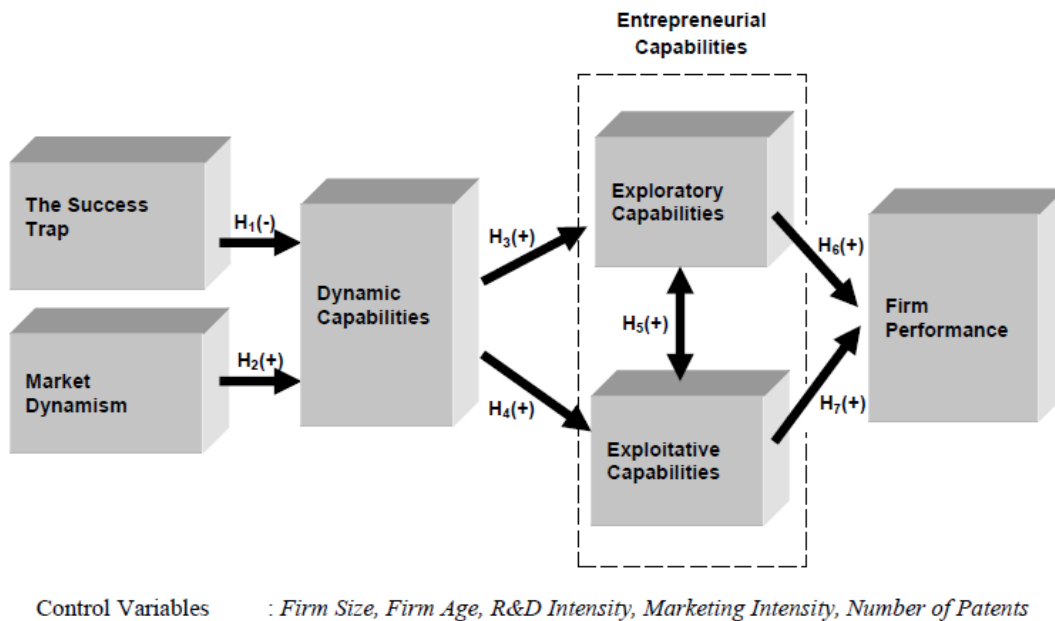 Entrepreneurial
Capabilities
The Success
Trap
H₁(-)
Market
Dynamism
H₂(+)
Dynamic
Capabilities
H₃(+)
H₄(+)
Exploratory
Capabilities
H₅(+)
Exploitative
Capabilities
H₆(+)
H₇(+)
Firm
Performance
Control Variables : Firm Size, Firm Age, R&D Intensity, Marketing Intensity, Number of Patents